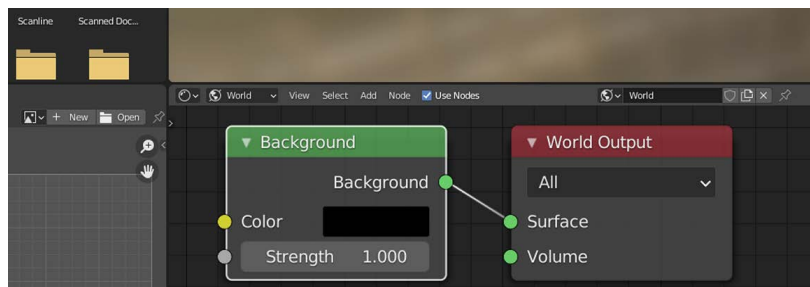 Scanline Scanned Doc...
World View Select Add Node Use Nodes World
New Open
Background
Background
Color
Strength 1.000
World Output
All
Surface
Volume